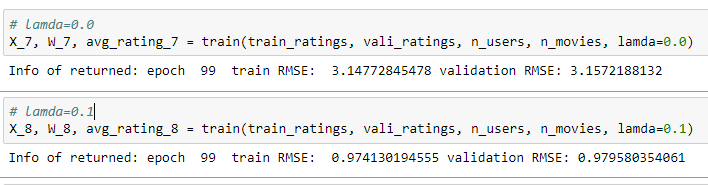 # lamda=0.0
X_7, W_7, avg_rating_7 = train(train_ratings, vali_ratings, n_users, n_movies, lamda=0.0)
Info of returned: epoch  99  train RMSE:  3.14772845478 validation RMSE: 3.1572188132
# lamda=0.1
X_8, W_8, avg_rating_8 = train(train_ratings, vali_ratings, n_users, n_movies, lamda=0.1)
Info of returned: epoch  99  train RMSE:  0.974130194555 validation RMSE: 0.979580354061